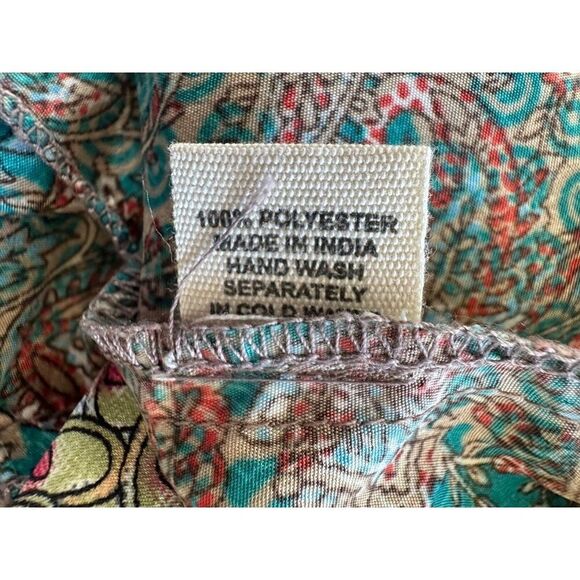 100% POLYESTER
MADE IN INDIA
HAND WASH
SEPARATELY
IN COLD